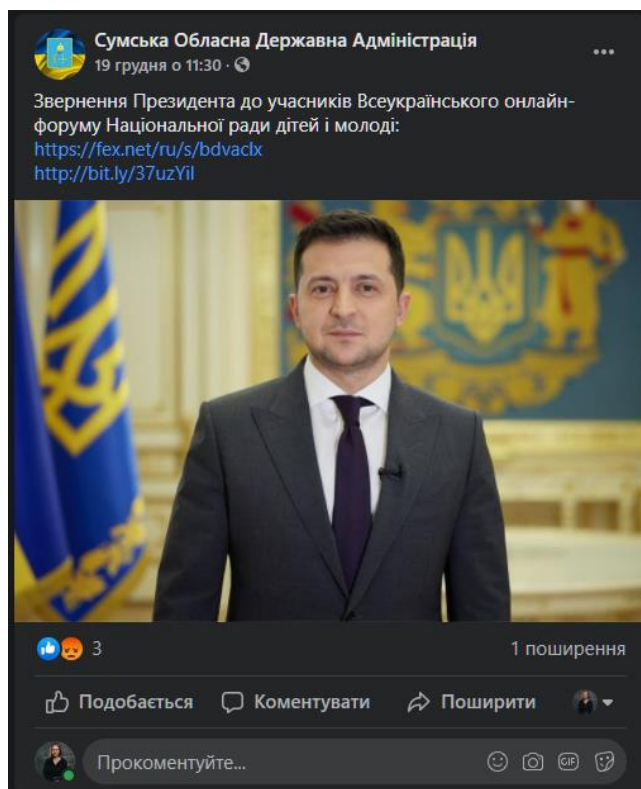 Сумська Обласна Державна Адміністрація
19 грудня о 11:30 ·
Звернення Президента до учасників Всеукраїнського онлайн-
форуму Національної ради дітей і молоді:
https://fex.net/ru/s/bdvaclx
http://bit.ly/37uzYil
3
1 поширення
Подобається Коментувати Поширити
Прокоментуйте...
GIF